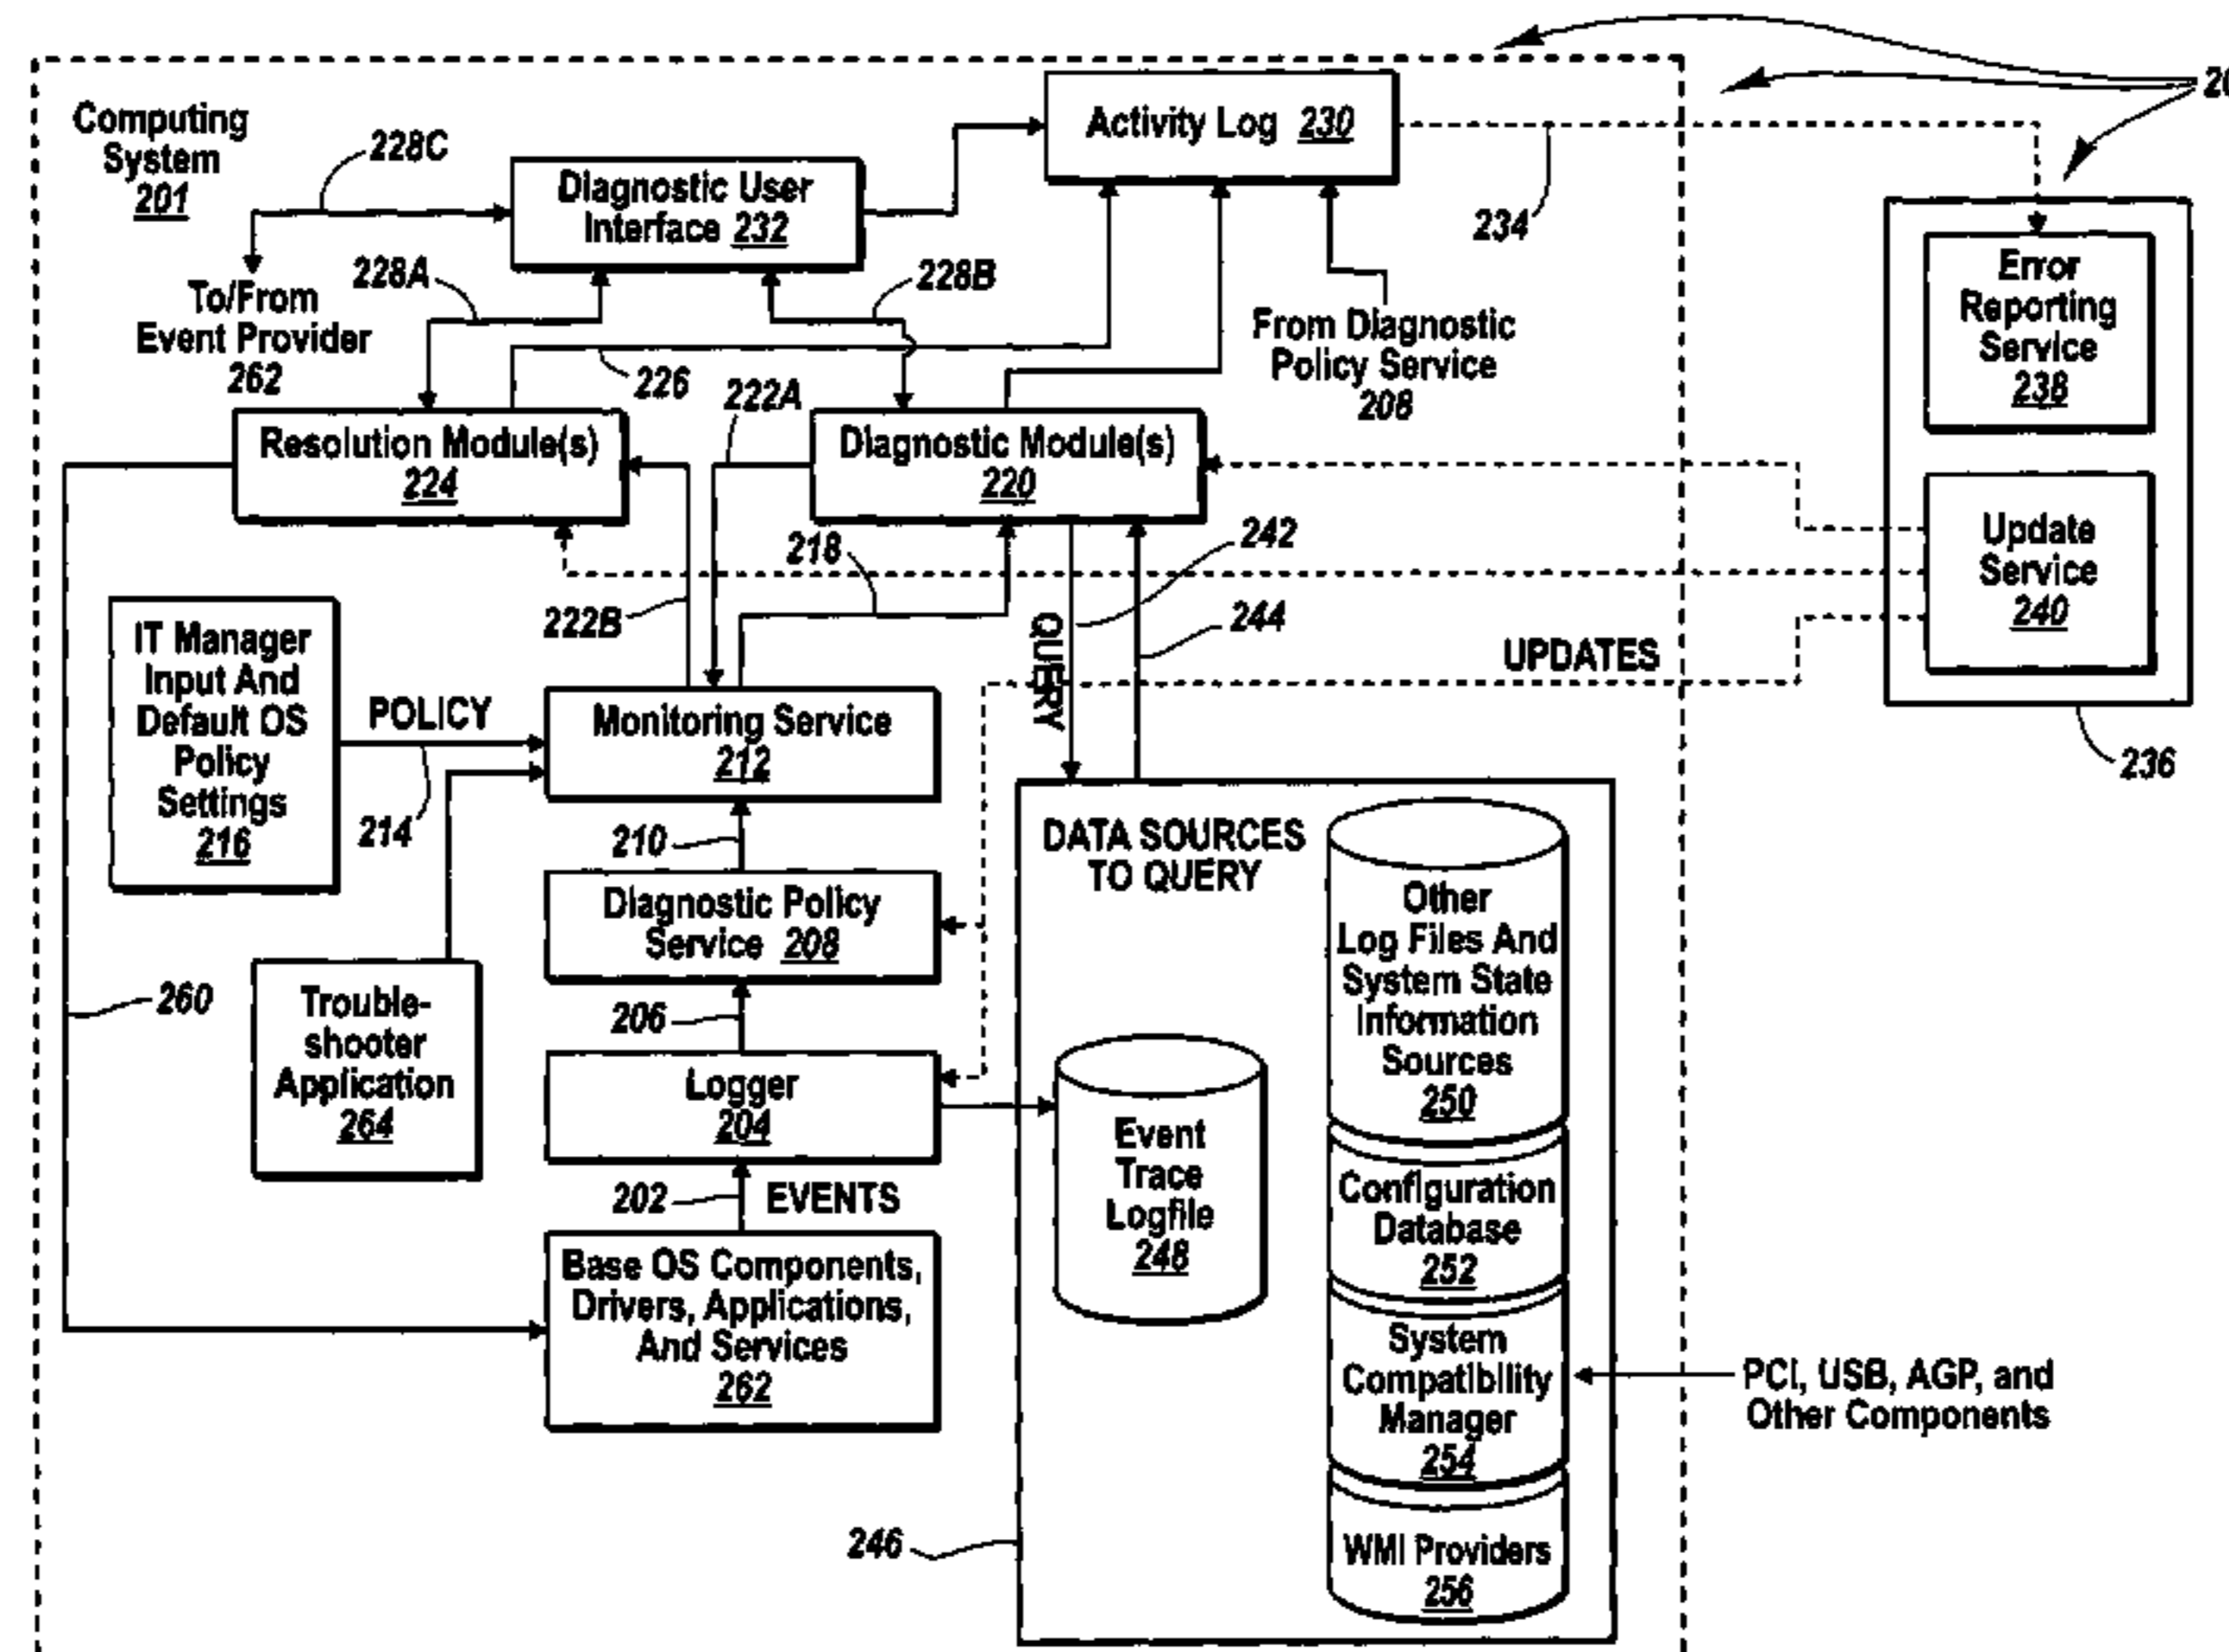 Computing
System
201
228C
Diagnostic User
Interface 232
Activity Log 230
234
20
To/From
Event Provider
262
228A
228B
226
222A
From Diagnostic
Policy Service
208
Error
Reporting
Service
238
Resolution Module(s)
224
Diagnostic Module(s)
220
218
242
222B
QUERY
244
UPDATES
Update
Service
240
236
IT Manager
Input And
Default OS
Policy
Settings
216
POLICY
214
Monitoring Service
212
210
Diagnostic Policy
Service 208
206
260
Trouble-
shooter
Application
264
Logger
204
202
EVENTS
Base OS Components,
Drivers, Applications,
And Services
262
DATA SOURCES
TO QUERY
Event
Trace
Logfile
248
Other
Log Files And
System State
Information
Sources
250
Configuration
Database
252
System
Compatibility
Manager
254
WMI Providers
256
246
PCI, USB, AGP, and
Other Components